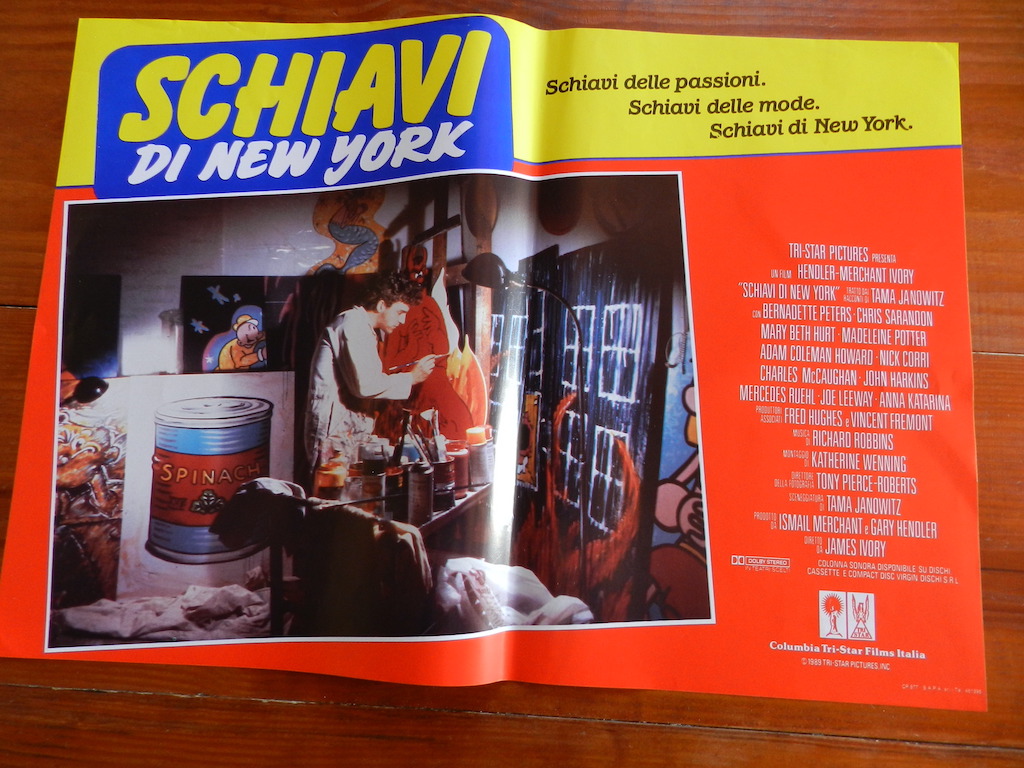 SCHIAVI
DI NEW YORK
Schiavi delle passioni.
Schiavi delle mode.
Schiavi di New York.
SPINACH
TRI-STAR PICTURES PRESENTA
UN FILM HENDLER-MERCHANT IVORY
"SCHIAVI DI NEW YORK" TRATTO DAI RACCONTI DI TAMA JANOWITZ
CON BERNADETTE PETERS · CHRIS SARANDON
MARY BETH HURT · MADELEINE POTTER
ADAM COLEMAN HOWARD · NICK CORRI
CHARLES McCAUGHAN · JOHN HARKINS
MERCEDES RUEHL · JOE LEEWAY · ANNA KATARINA
PRODUTTORI ASSOCIATI FRED HUGHES e VINCENT FREMONT
MUSICA DI RICHARD ROBBINS
MONTAGGIO DI KATHERINE WENNING
DIRETTORE DELLA FOTOGRAFIA TONY PIERCE-ROBERTS
SCENEGGIATURA DI TAMA JANOWITZ
PRODOTTO DA ISMAIL MERCHANT e GARY HENDLER
DIRETTO DA JAMES IVORY
DOLBY STEREO
IN TEATRI SCELTI
COLONNA SONORA DISPONIBILE SU DISCHI
CASSETTE E COMPACT DISC VIRGIN DISCHI S.R.L.
TRI STAR
Columbia Tri-Star Films Italia
© 1989 TRI-STAR PICTURES, INC.